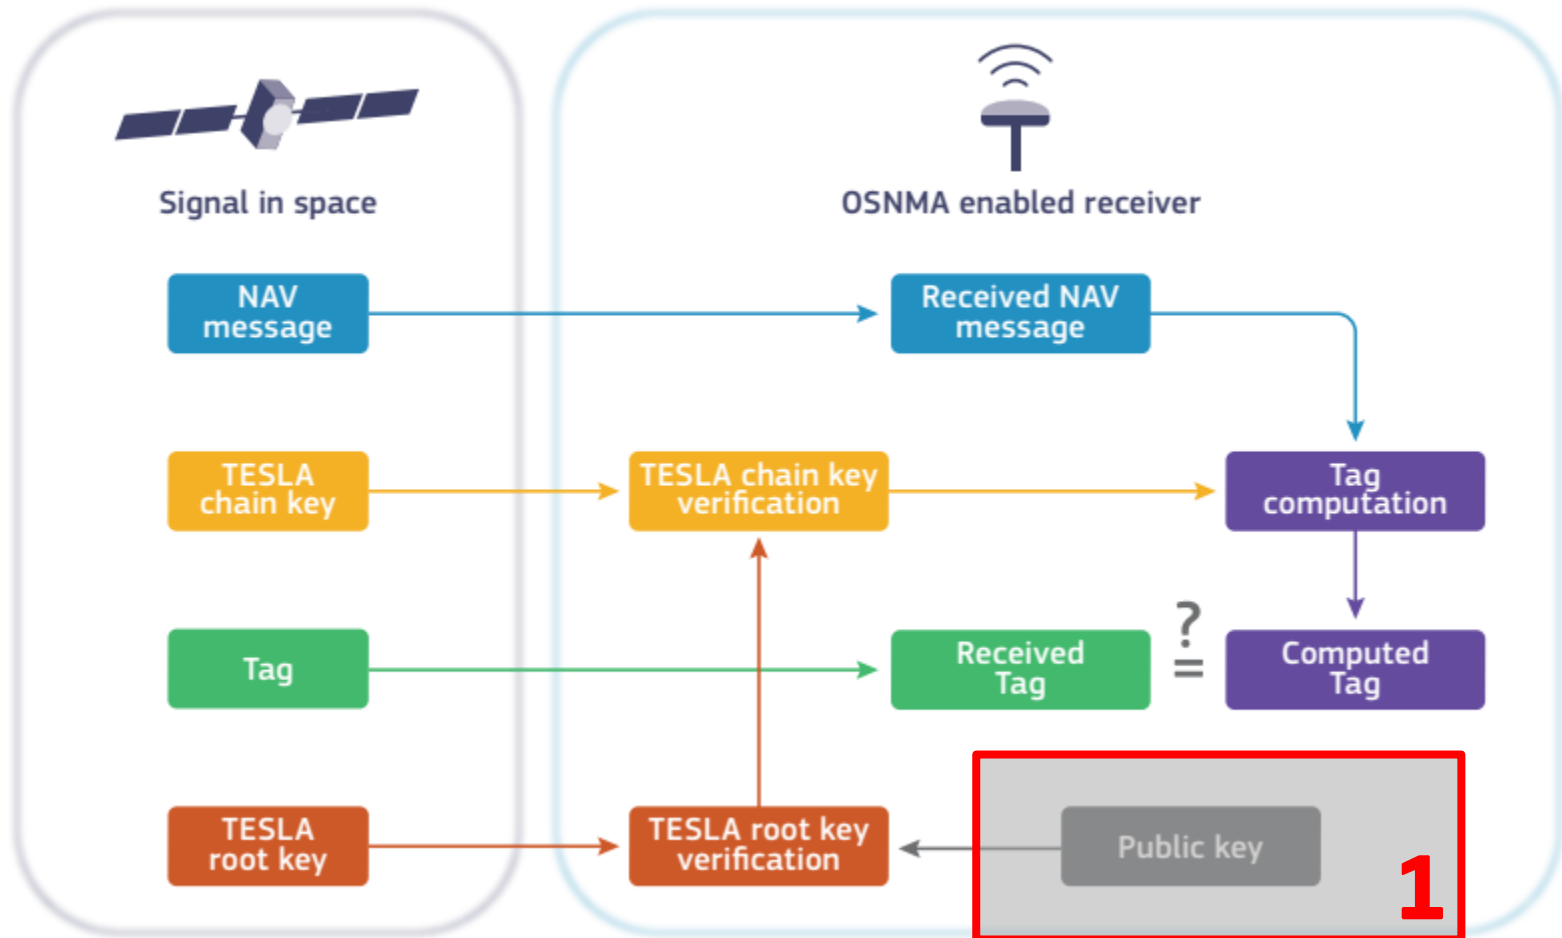 Signal in space
OSNMA enabled receiver
NAV
message
Received NAV
message
TESLA
chain key
TESLA chain key
verification
Tag
computation
Tag
Received
Tag
?
=
Computed
Tag
TESLA
root key
TESLA root key
verification
Public key
1